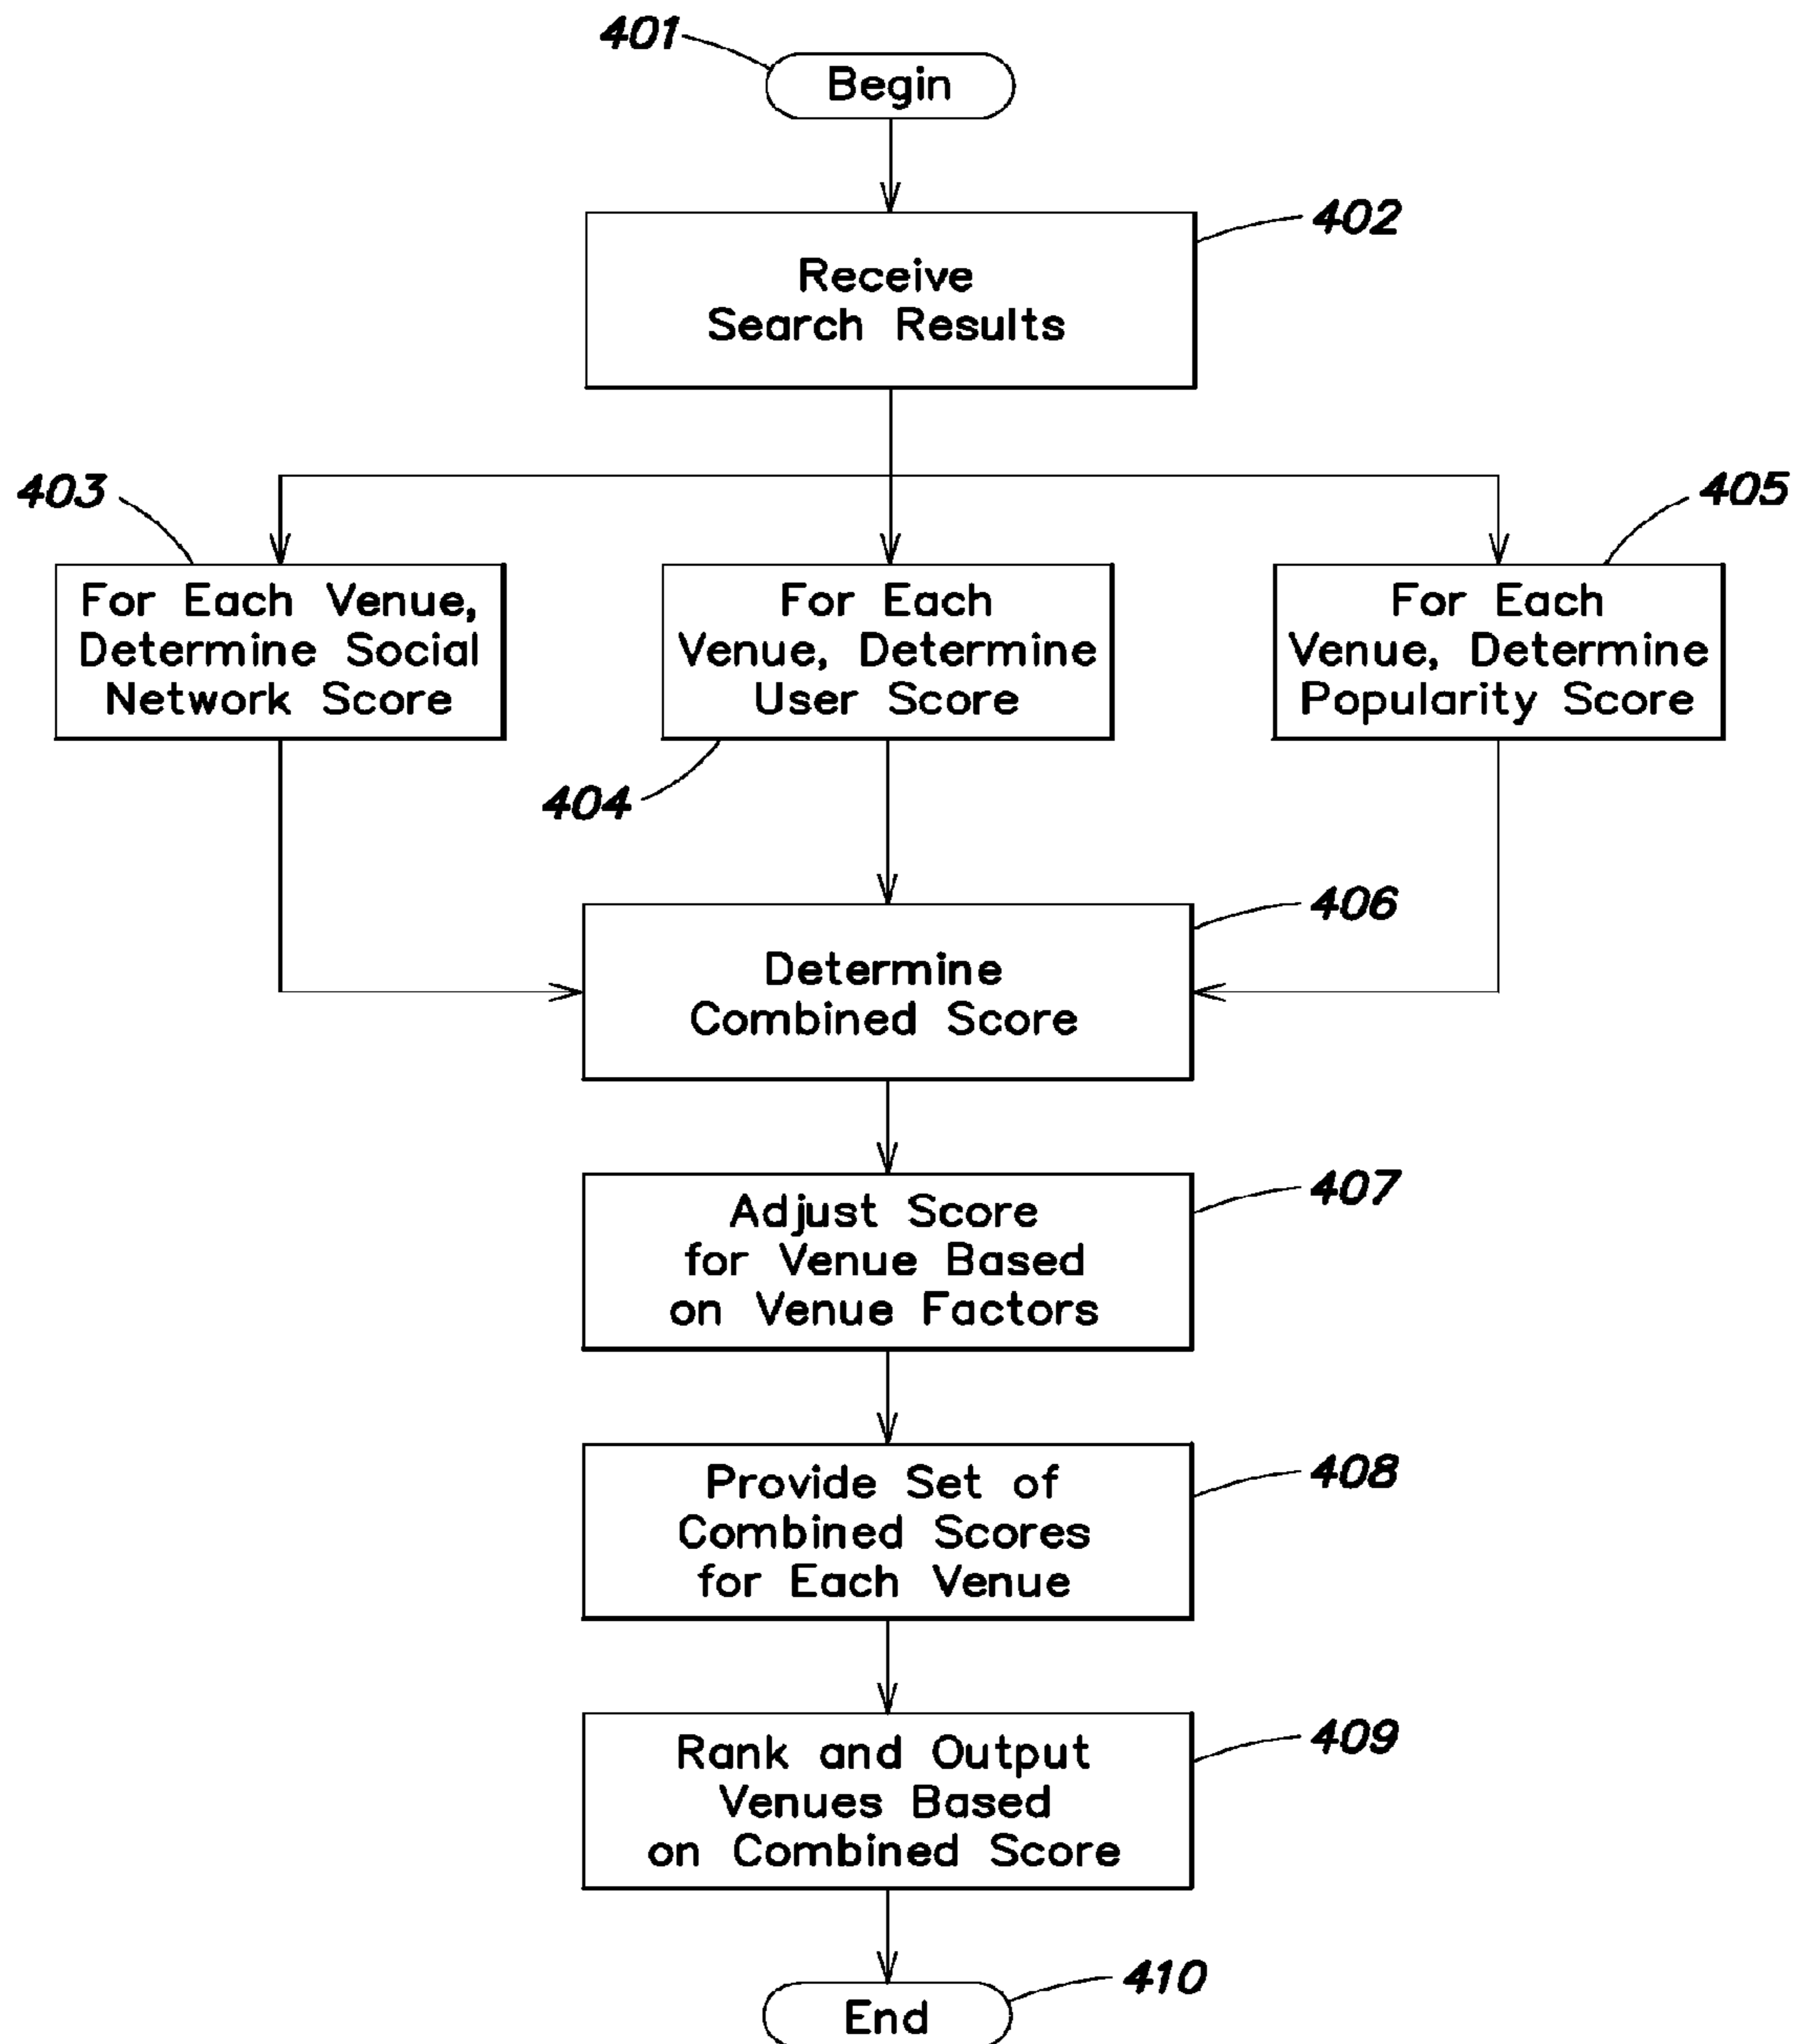 401
Begin
402
Receive
Search Results
403
405
For Each Venue,
Determine Social
Network Score
For Each
Venue, Determine
User Score
For Each
Venue, Determine
Popularity Score
404
406
Determine
Combined Score
407
Adjust Score
for Venue Based
on Venue Factors
408
Provide Set of
Combined Scores
for Each Venue
409
Rank and Output
Venues Based
on Combined Score
410
End